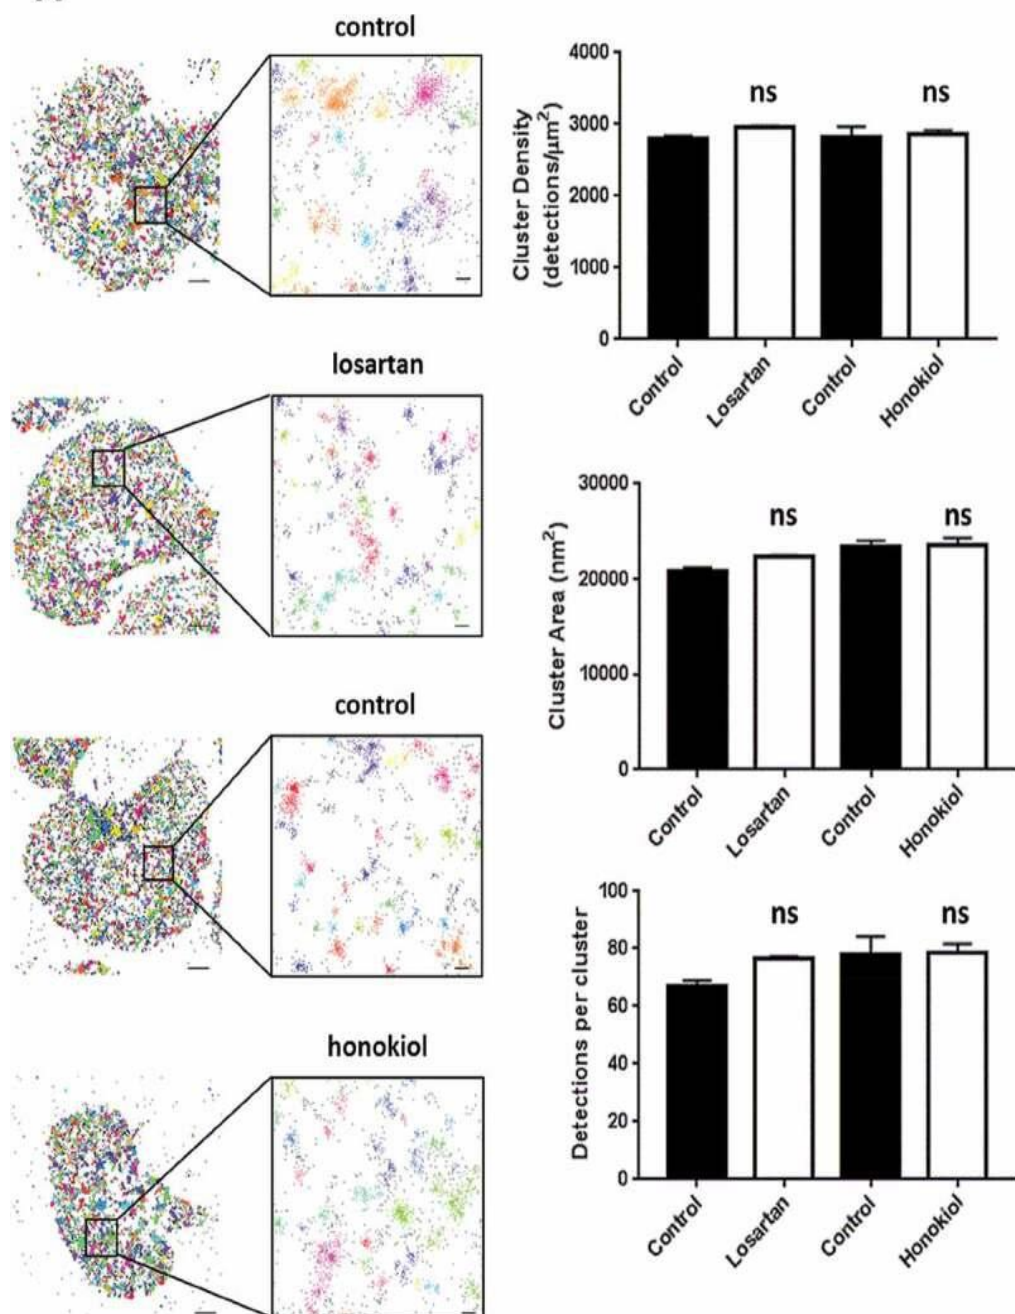 control
losartan
control
honokiol
Cluster Density
(detections/μm²)
4000
3000
2000
1000
0
ns
ns
Control
Losartan
Control
Honokiol
Cluster Area (nm²)
30000
20000
10000
0
ns
ns
Control
Losartan
Control
Honokiol
Detections per cluster
100
80
60
40
20
0
ns
ns
Control
Losartan
Control
Honokiol